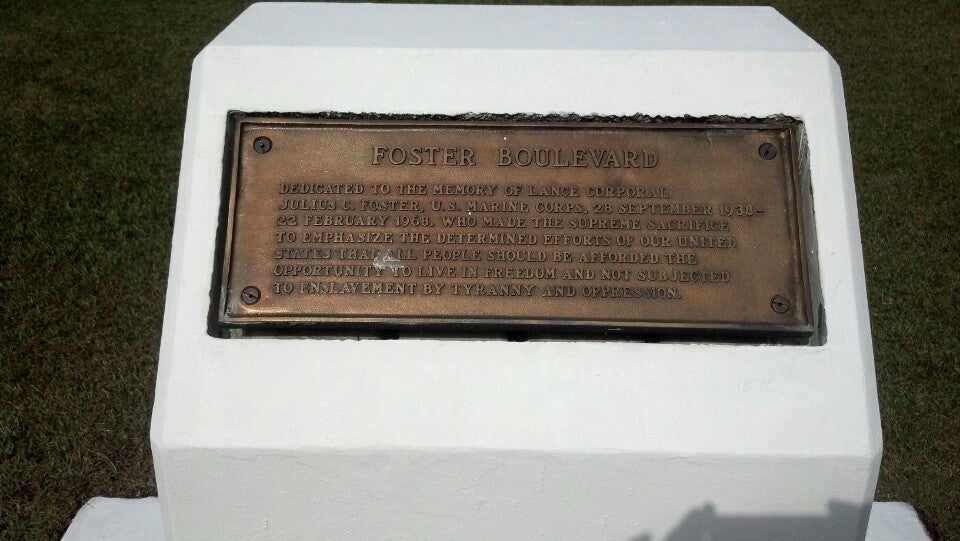 FOSTER BOULEVARD
DEDICATED TO THE MEMORY OF LANCE CORPORAL
JULIUS C. FOSTER, U.S. MARINE CORPS, 28 SEPTEMBER 1938-
22 FEBRUARY 1968, WHO MADE THE SUPREME SACRIFICE
TO EMPHASIZE THE DETERMINED EFFORTS OF OUR UNITED
STATES THAT ALL PEOPLE SHOULD BE AFFORDED THE
OPPORTUNITY TO LIVE IN FREEDOM AND NOT SUBJECTED
TO ENSLAVEMENT BY TYRANNY AND OPPRESSION.